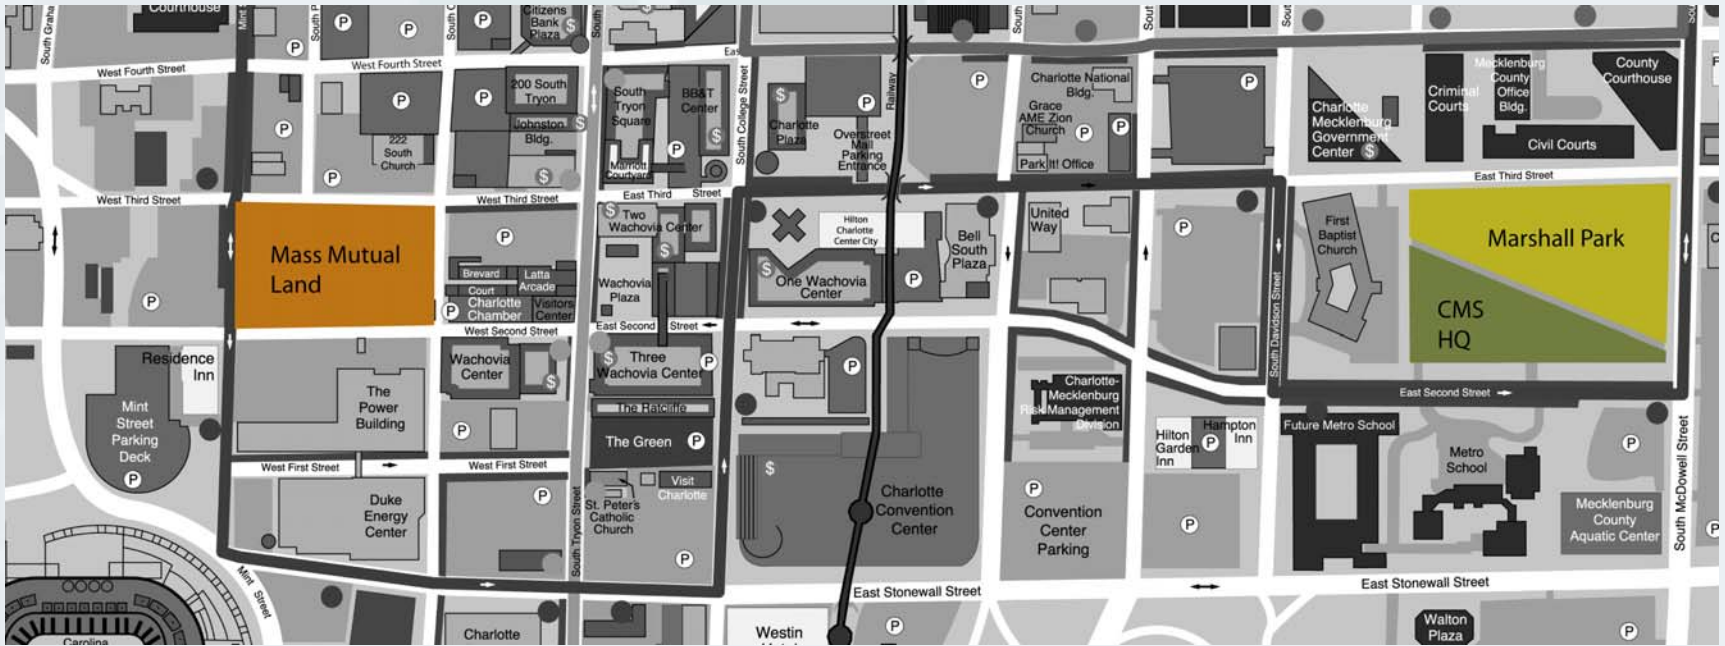 Courthouse
Citizens
Bank
Plaza
$
P
P
P
P
Mint
South
West Fourth Street
West Fourth Street
200 South
Tryon
Johnston
Bldg.
222
South
Church
South
Tryon
Square
BB&T
Center
Marriott
Courtyard
South College Street
Charlotte
Plaza
Overstreet
Mall
Parking
Entrance
Railway
Charlotte National
Bldg.
Grace
AME Zion
Church
Park It! Office
Charlotte
Mecklenburg
Government
Center
Criminal
Courts
Mecklenburg
County
Office
Bldg.
Civil Courts
County
Courthouse
West Third Street
West Third Street
East Third Street
East Third Street
Mass Mutual
Land
Brevard
Court
Latta
Arcade
Charlotte
Chamber
Visitors
Center
Two
Wachovia Center
Wachovia
Plaza
Hilton
Charlotte
Center City
One Wachovia
Center
Bell
South
Plaza
United
Way
First
Baptist
Church
Marshall Park
CMS
HQ
South Davidson Street
West Second Street
East Second Street
East Second Street
Residence
Inn
Mint
Street
Parking
Deck
The
Power
Building
Wachovia
Center
Three
Wachovia Center
The Ratcliffe
The Green
Charlotte-
Mecklenburg
Risk Management
Division
Hilton
Garden
Inn
Hampton
Inn
Future Metro School
Metro
School
West First Street
West First Street
Duke
Energy
Center
South Tryon Street
St. Peter's
Catholic
Church
Visit
Charlotte
Charlotte
Convention
Center
Convention
Center
Parking
Mecklenburg
County
Aquatic Center
South McDowell Street
East Stonewall Street
East Stonewall Street
Mint Street
Carolina
Charlotte
Westin
Walton
Plaza